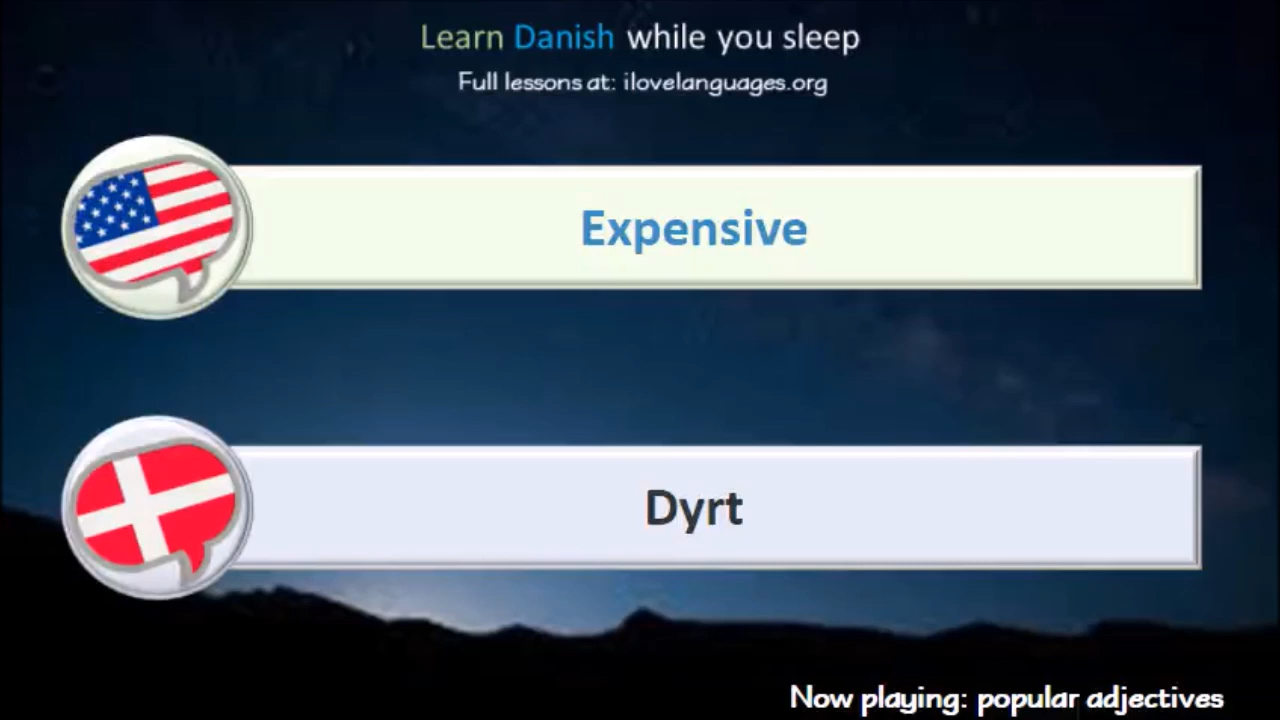 Learn Danish while you sleep
Full lessons at: ilovelanguages.org
Expensive
Dyrt
Now playing: popular adjectives